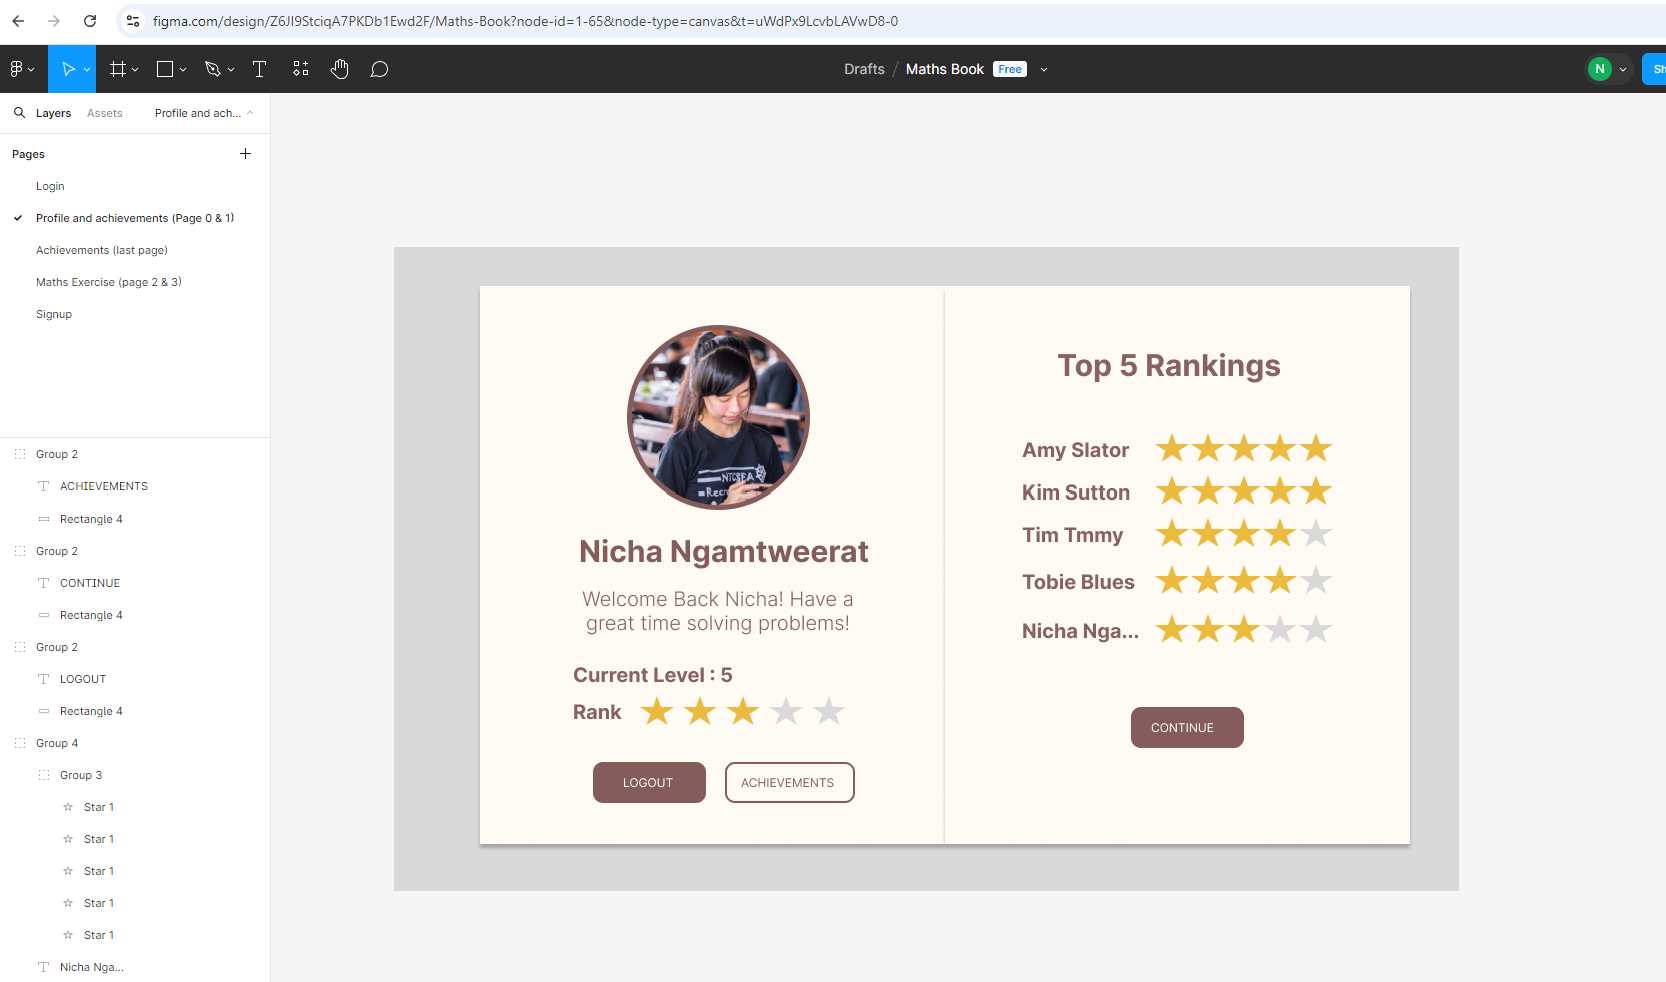 figma.com/design/Z6JI9StciqA7PKDb1Ewd2F/Maths-Book?node-id=1-65&node-type=canvas&t=uWdPx9LcvbLAVwD8-0
Drafts / Maths Book Free
N
Sh
Layers Assets Profile and ach...
Pages
Login
Profile and achievements (Page 0 & 1)
Achievements (last page)
Maths Exercise (page 2 & 3)
Signup
Group 2
ACHIEVEMENTS
Rectangle 4
Group 2
CONTINUE
Rectangle 4
Group 2
LOGOUT
Rectangle 4
Group 4
Group 3
Star 1
Star 1
Star 1
Star 1
Star 1
Nicha Nga...
Nicha Ngamtweerat
Welcome Back Nicha! Have a
great time solving problems!
Current Level : 5
Rank
LOGOUT
ACHIEVEMENTS
Top 5 Rankings
Amy Slator
Kim Sutton
Tim Tmmy
Tobie Blues
Nicha Nga...
CONTINUE